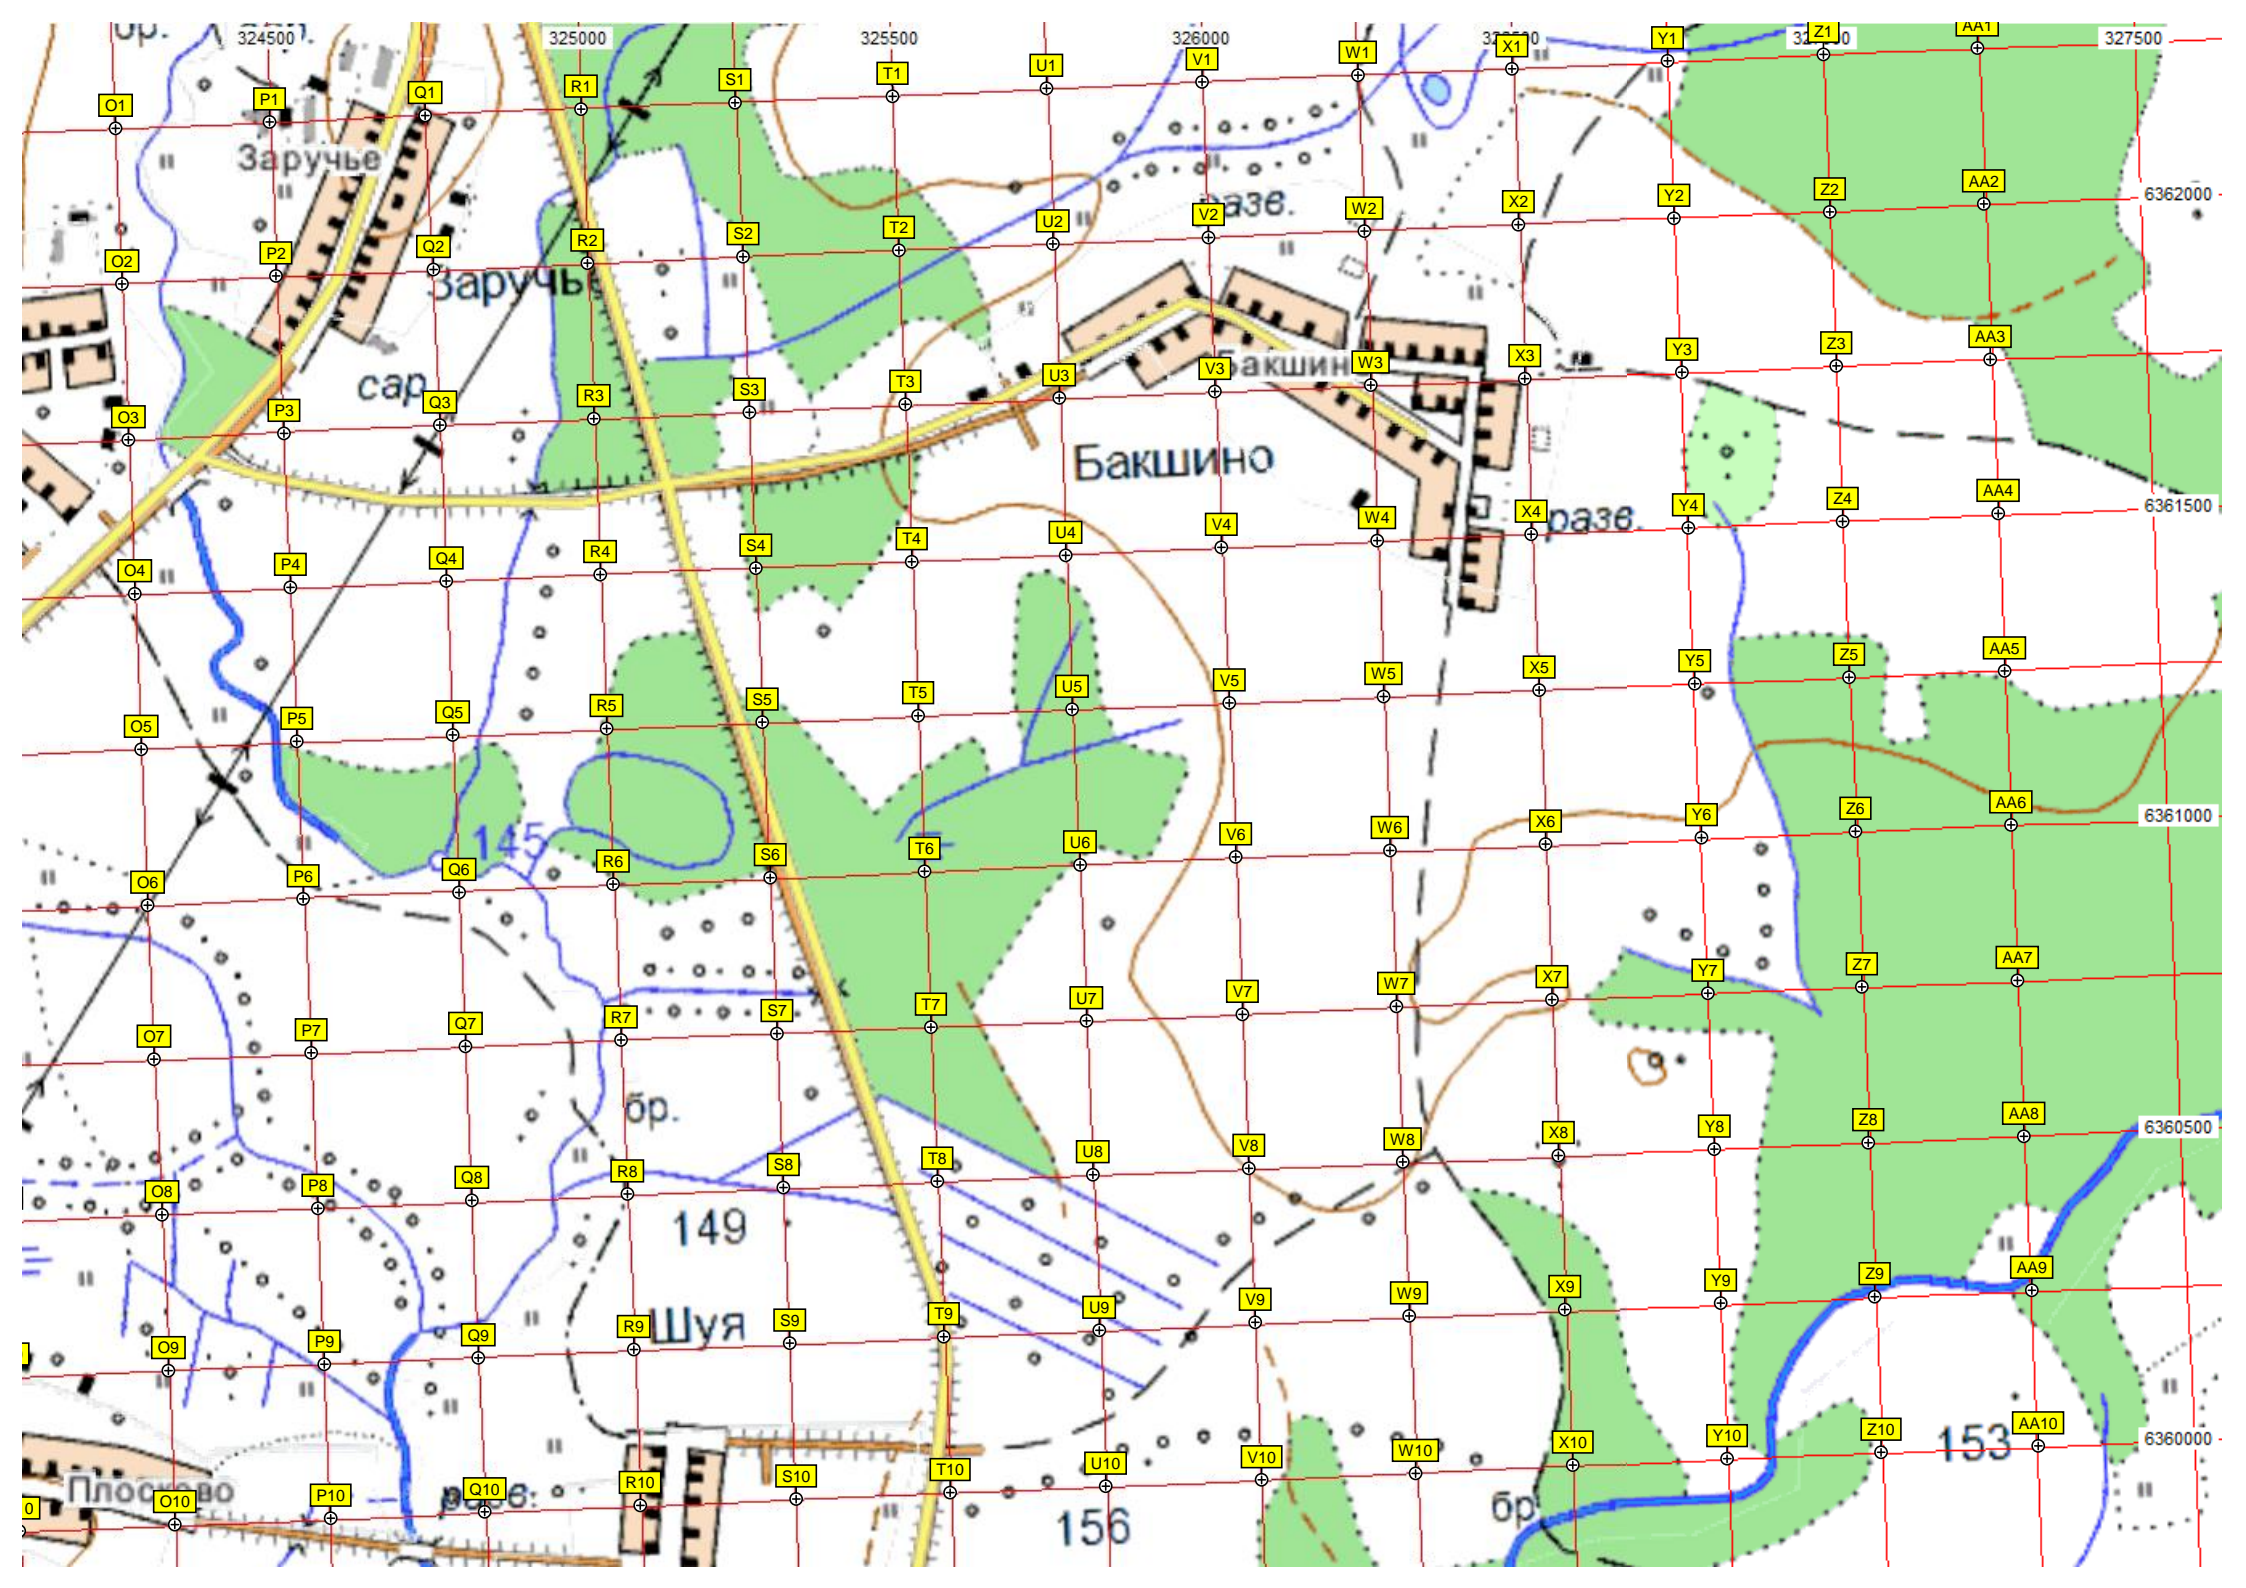 324500 325000 325500 326000 327500
O1 P1 Q1 R1 S1 T1 U1 V1 W1 X1 Y1 Z1 AA1
Заручье
6362000
разв.
O2 P2 Q2 R2 S2 T2 U2 V2 W2 X2 Y2 Z2 AA2
Заручье
сар
Бакшин
O3 P3 Q3 R3 S3 T3 U3 V3 W3 X3 Y3 Z3 AA3
Бакшино
разв.
6361500
O4 P4 Q4 R4 S4 T4 U4 V4 W4 X4 Y4 Z4 AA4
O5 P5 Q5 R5 S5 T5 U5 V5 W5 X5 Y5 Z5 AA5
145
6361000
O6 P6 Q6 R6 S6 T6 U6 V6 W6 X6 Y6 Z6 AA6
O7 P7 Q7 R7 S7 T7 U7 V7 W7 X7 Y7 Z7 AA7
бр.
6360500
O8 P8 Q8 R8 S8 T8 U8 V8 W8 X8 Y8 Z8 AA8
149
Шуя
O9 P9 Q9 R9 S9 T9 U9 V9 W9 X9 Y9 Z9 AA9
153
6360000
Плосково
разв.
O10 P10 Q10 R10 S10 T10 U10 V10 W10 X10 Y10 Z10 AA10
156
бр